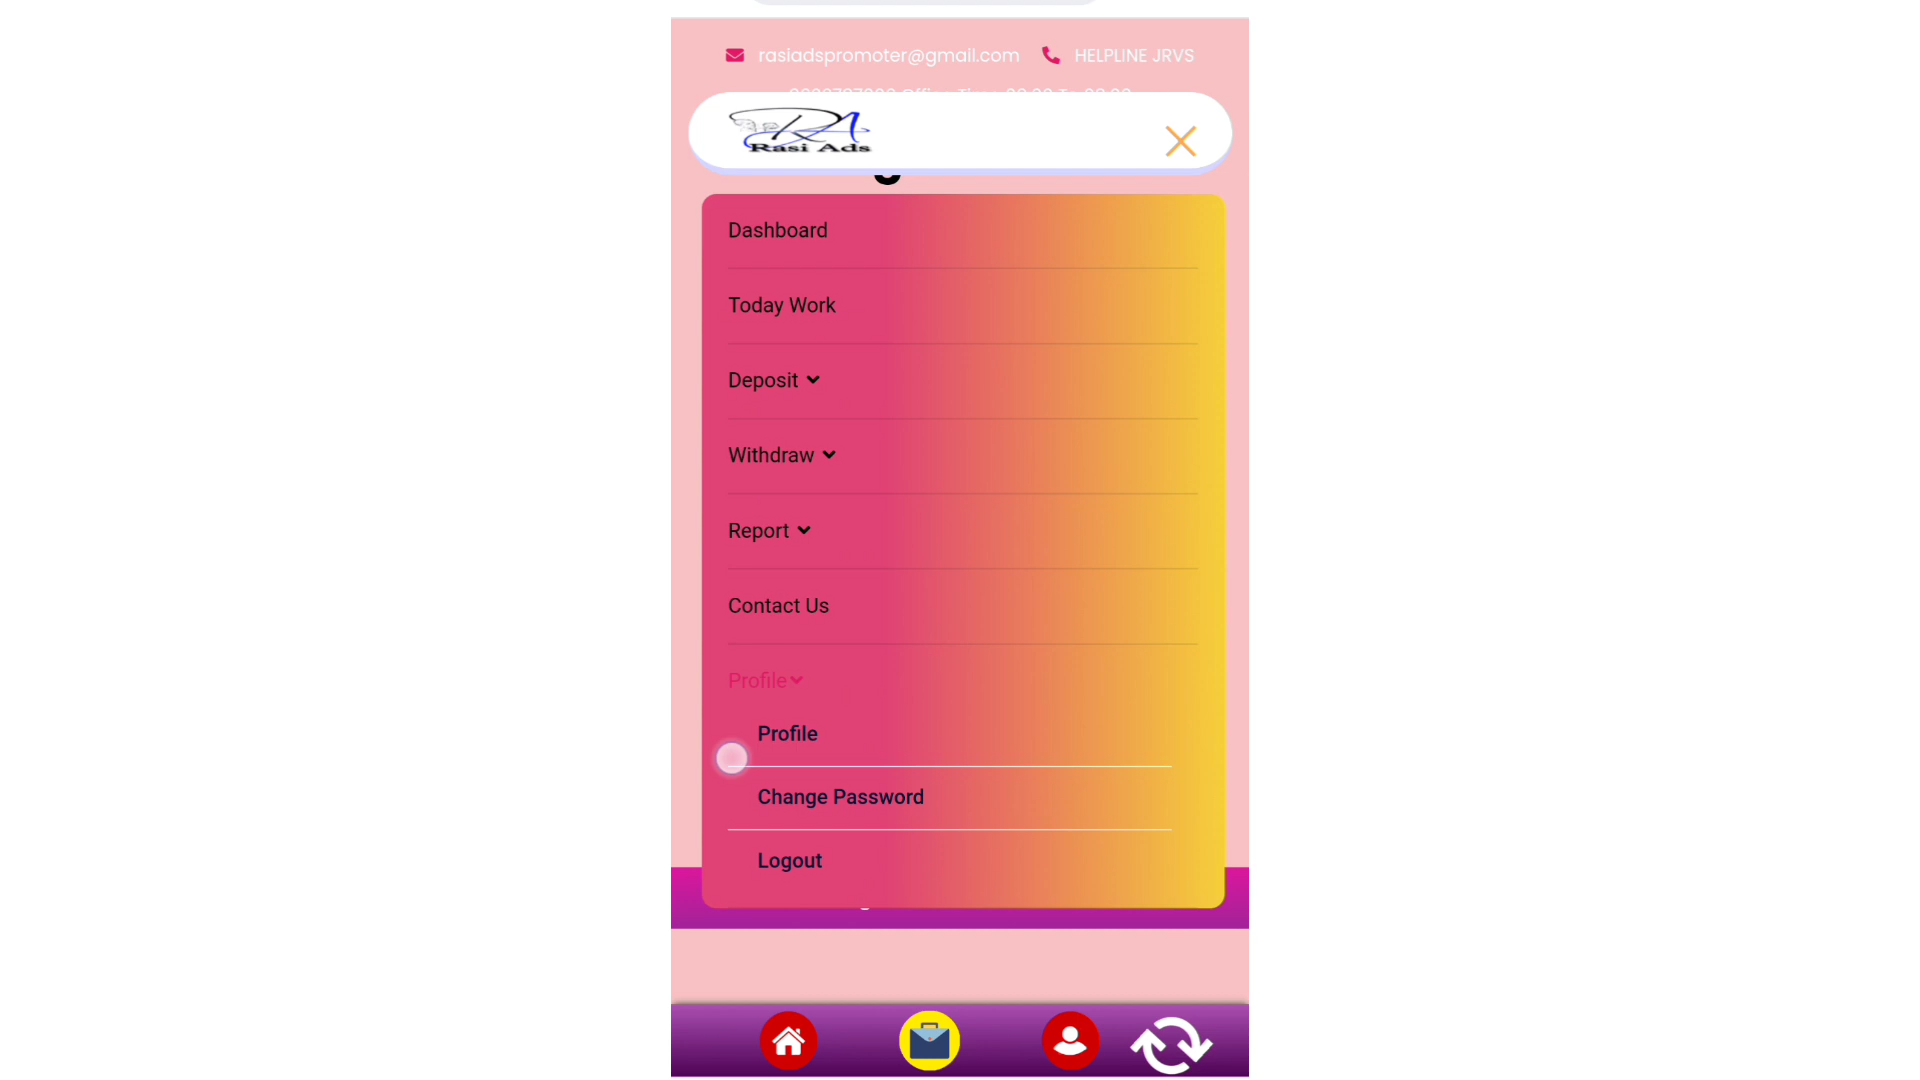 rasiadspromoter@gmail.com HELPLINE JRVS
Rasi Ads
Dashboard
Today Work
Deposit
Withdraw
Report
Contact Us
Profile
Profile
Change Password
Logout